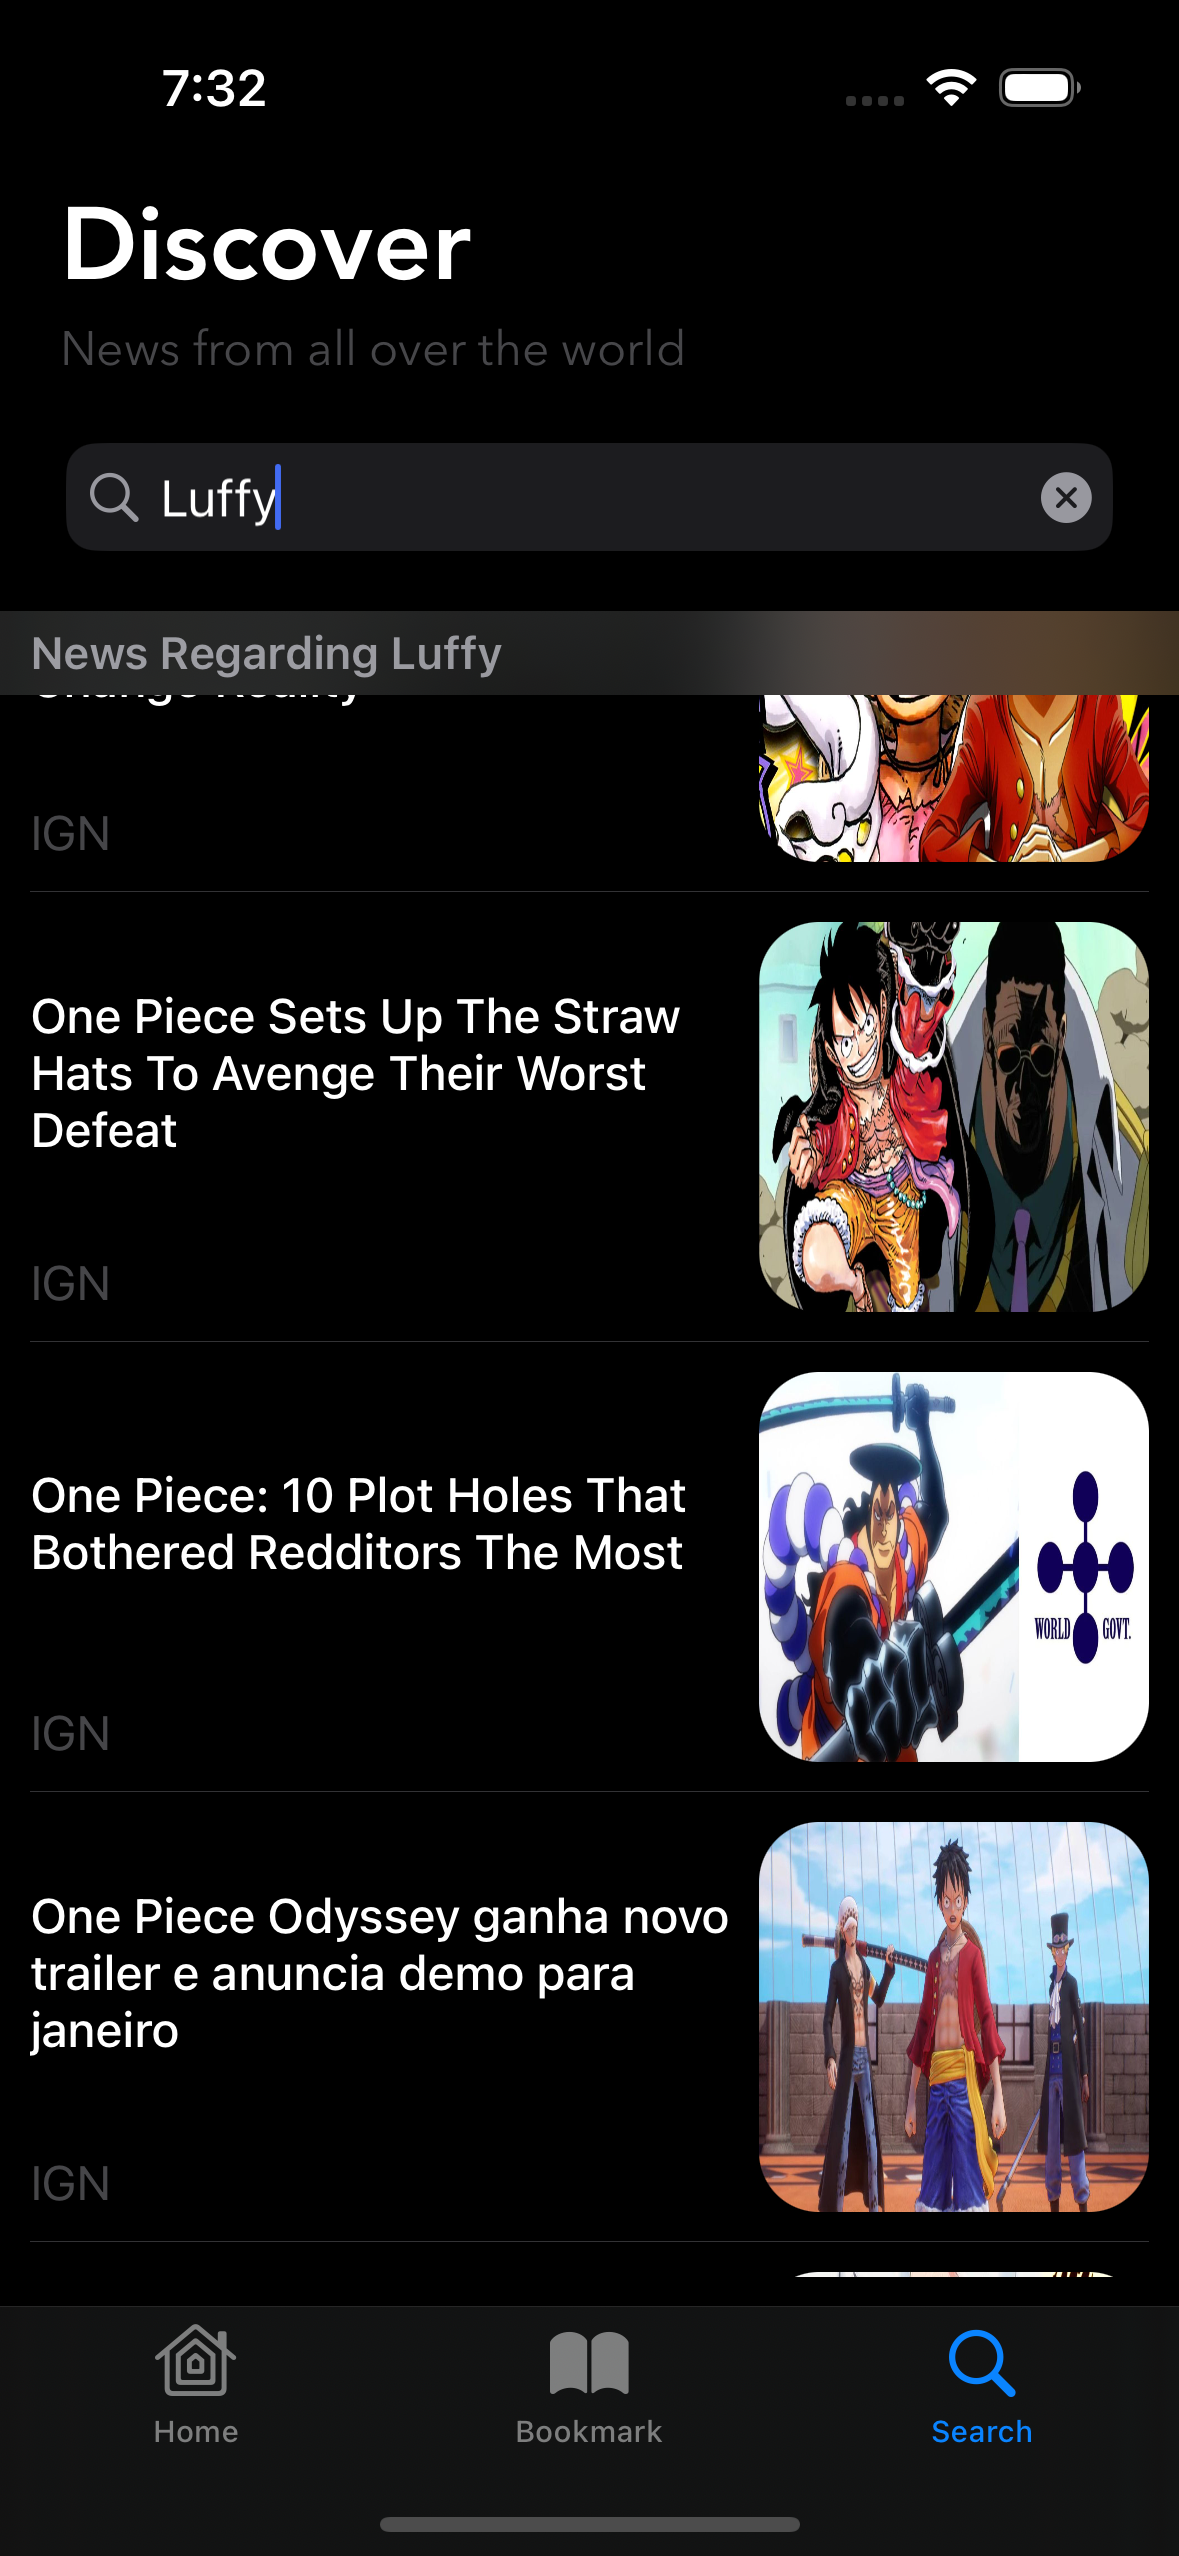 7:32
Discover
News from all over the world
Luffy
News Regarding Luffy
Change Reality
IGN
One Piece Sets Up The Straw
Hats To Avenge Their Worst
Defeat
IGN
One Piece: 10 Plot Holes That
Bothered Redditors The Most
WORLD GOVT.
IGN
One Piece Odyssey ganha novo
trailer e anuncia demo para
janeiro
IGN
Home
Bookmark
Search